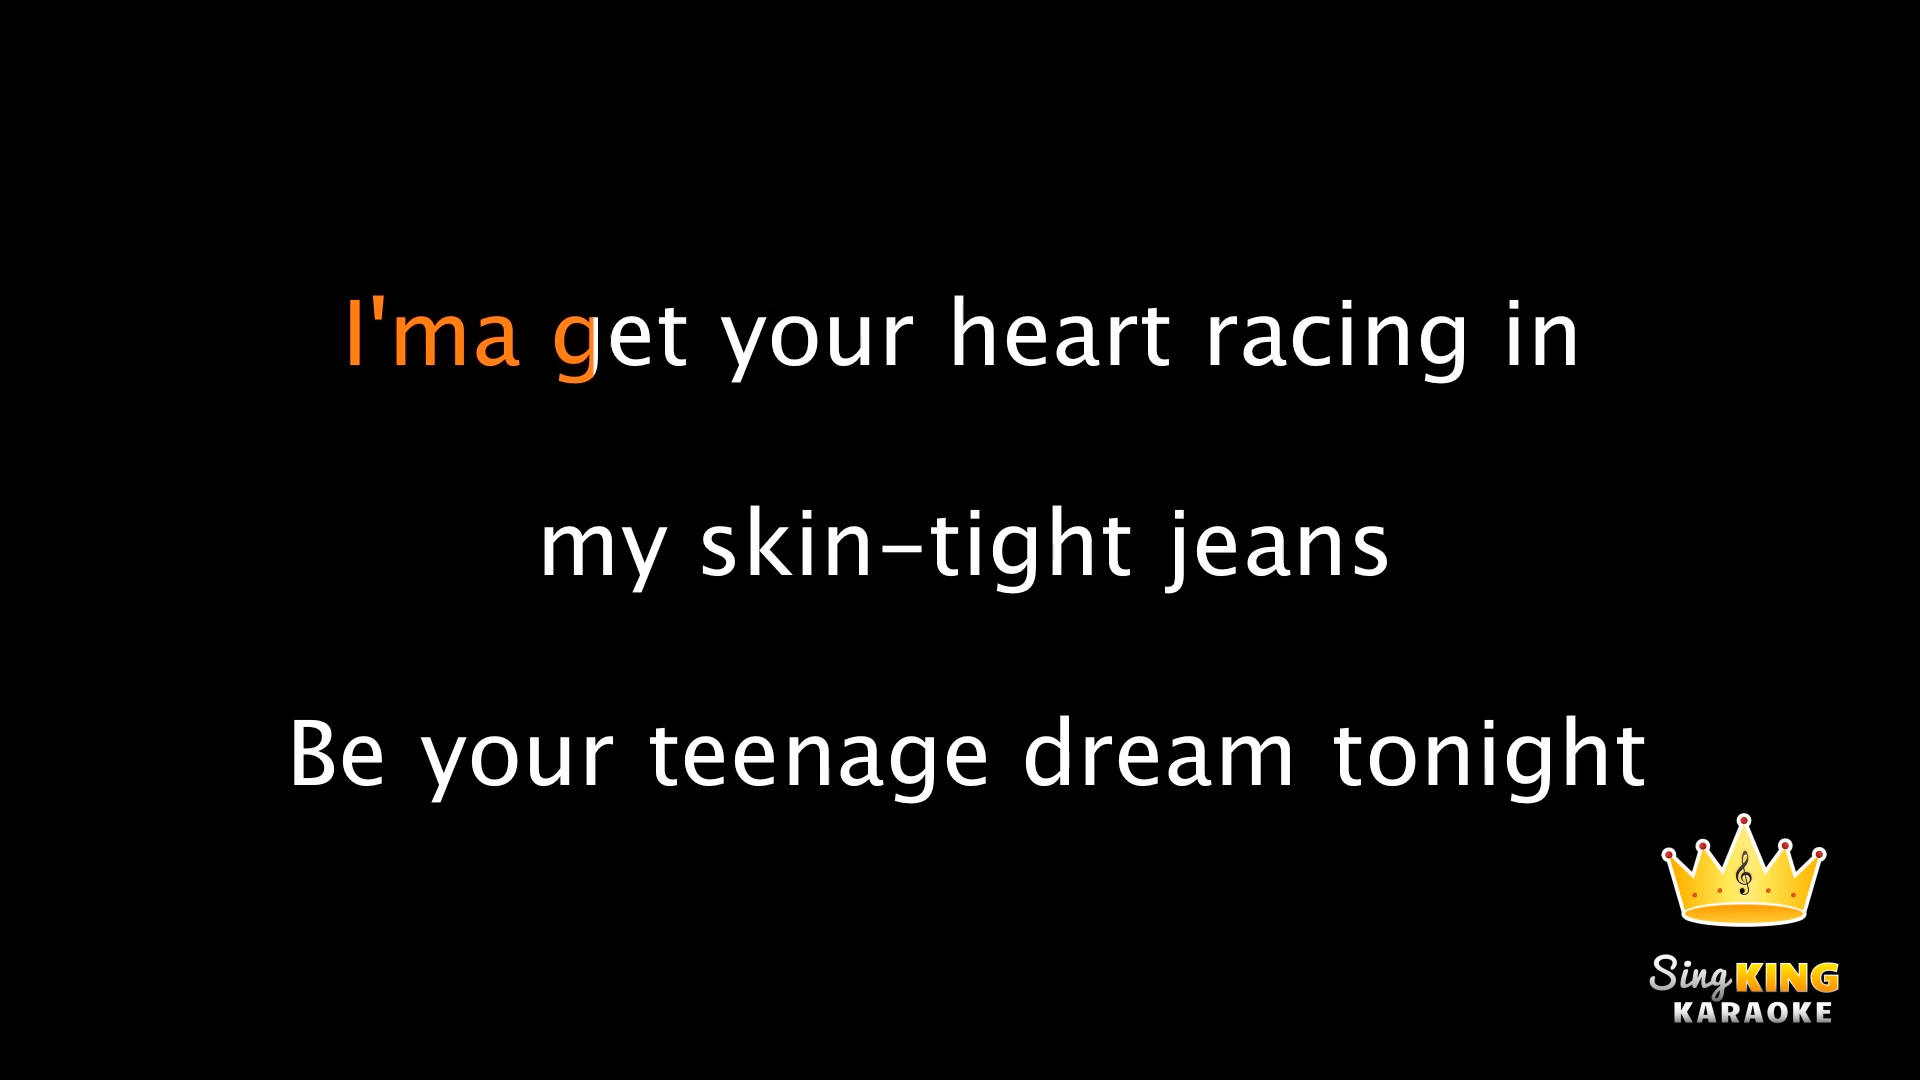 I'ma get your heart racing in
my skin-tight jeans
Be your teenage dream tonight
Sing KING
KARAOKE